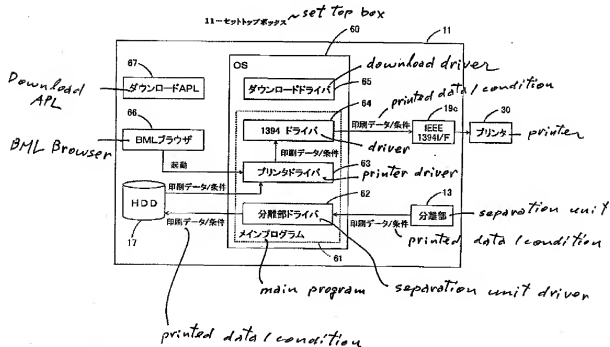 11-セットトップボックス ~ set top box
60
11
67
Download APL
ダウンロードAPL
OS
ダウンロードドライバ
download driver
65
printed data / condition
66
BML Browser
BMLブラウザ
64
1394 ドライバ
driver
印刷データ/条件
19c
IEEE
1394I/F
30
プリンタ
printer
印刷データ/条件
起動
63
プリンタドライバ
printer driver
印刷データ/条件
62
HDD
17
印刷データ/条件
分離部ドライバ
印刷データ/条件
13
分離部
separation unit
printed data / condition
メインプログラム
61
main program
separation unit driver
printed data / condition